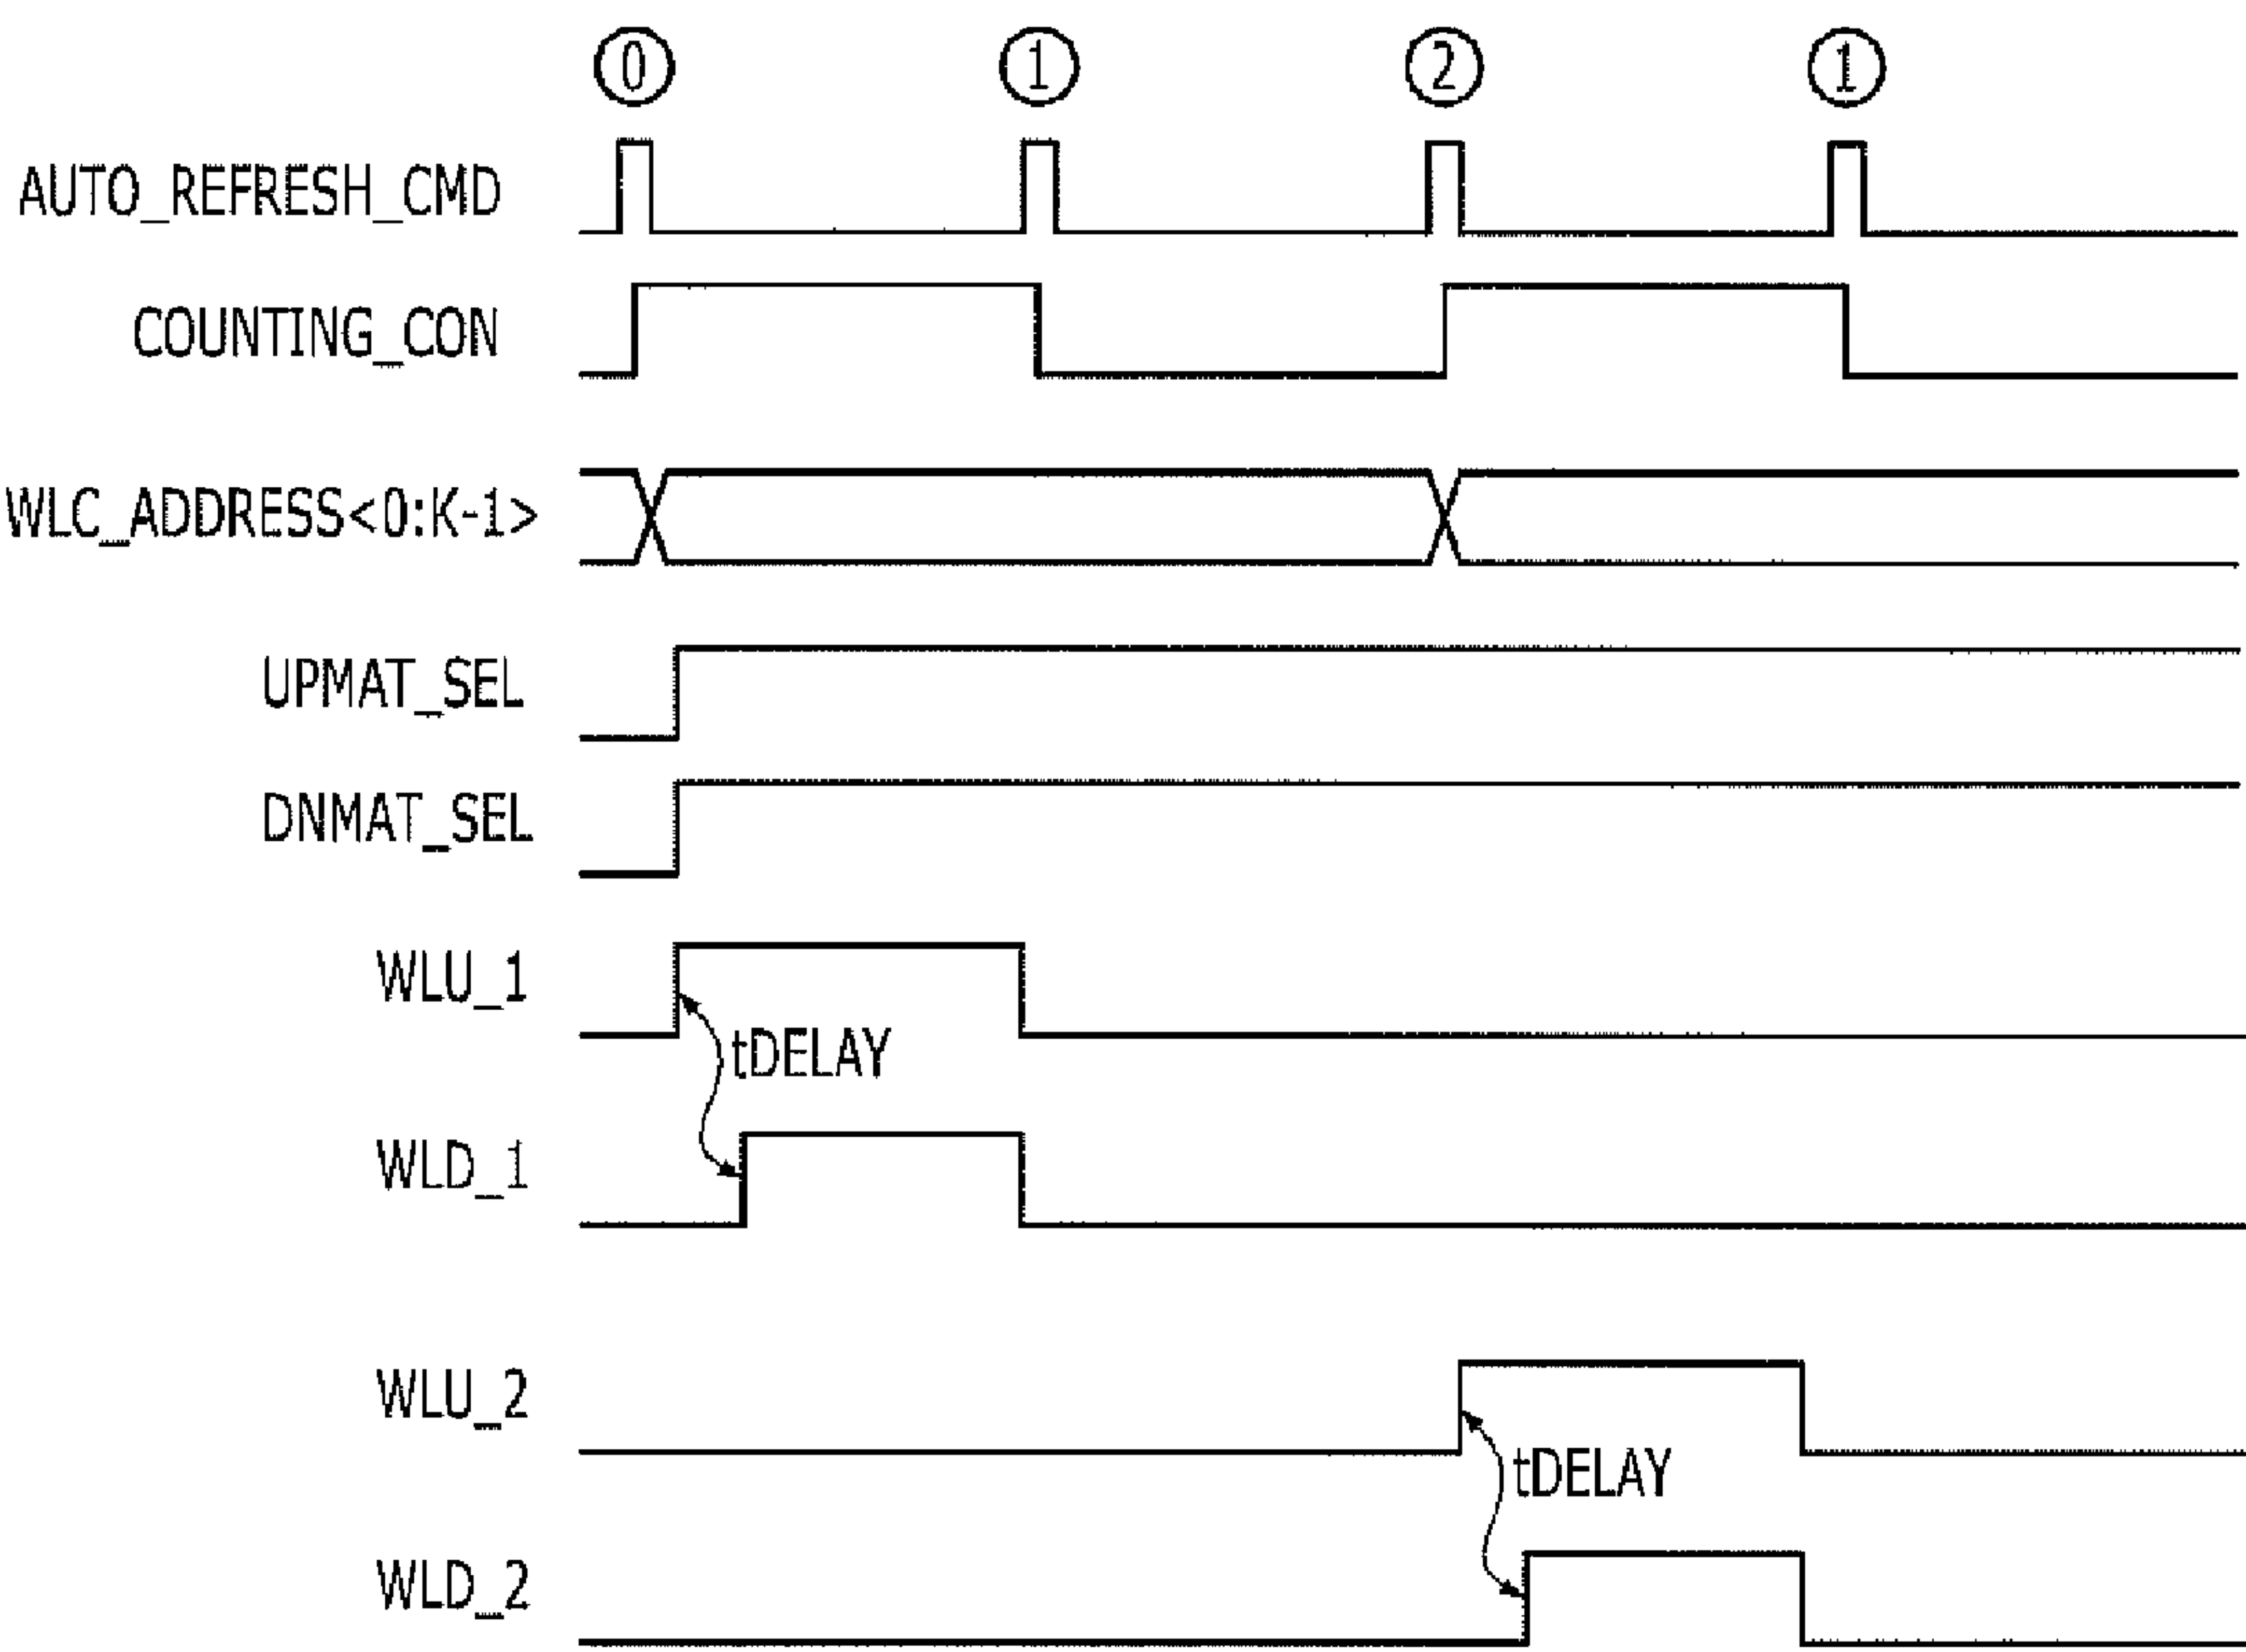 0 1 2 1
AUTO_REFRESH_CMD
COUNTING_CON
WLC_ADDRESS<0:K-1>
UPMAT_SEL
DNMAT_SEL
WLU_1
tDELAY
WLD_1
WLU_2
tDELAY
WLD_2